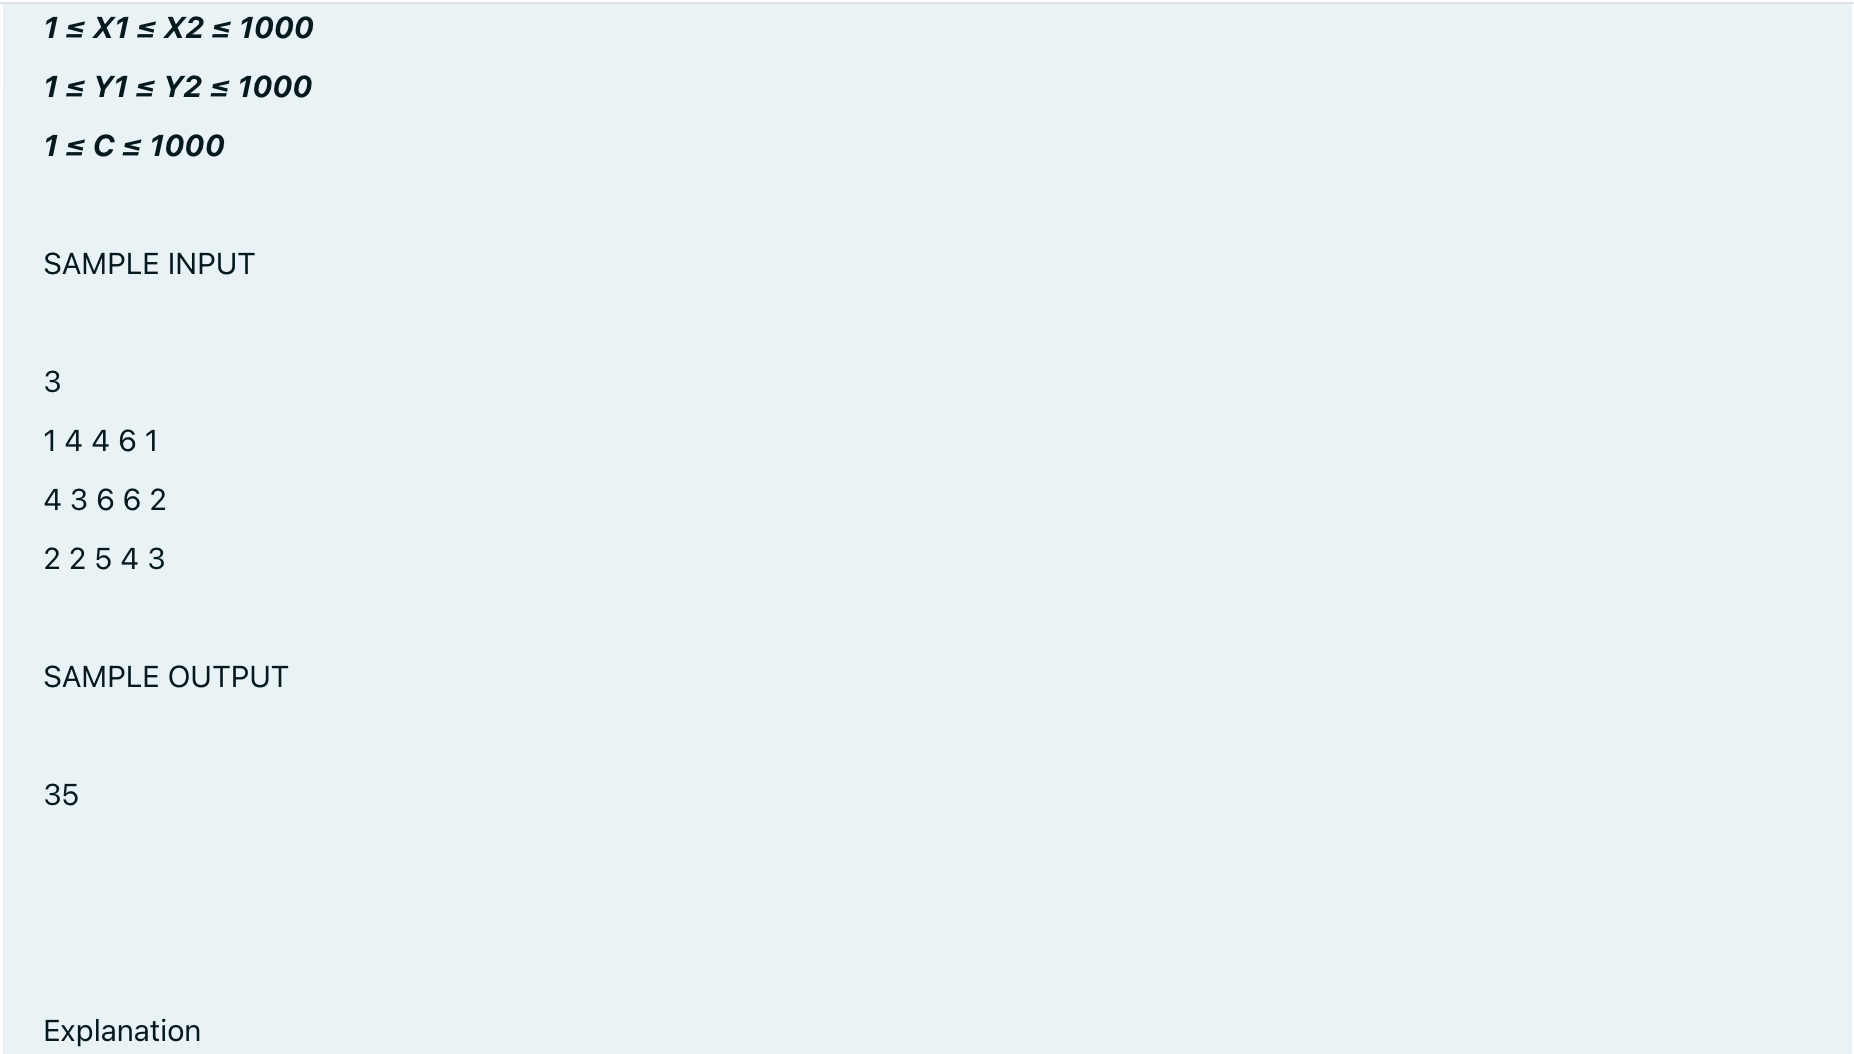 1 ≤ X1 ≤ X2 ≤ 1000
1 ≤ Y1 ≤ Y2 ≤ 1000
1 ≤ C ≤ 1000
SAMPLE INPUT
3
1 4 4 6 1
4 3 6 6 2
2 2 5 4 3
SAMPLE OUTPUT
35
Explanation